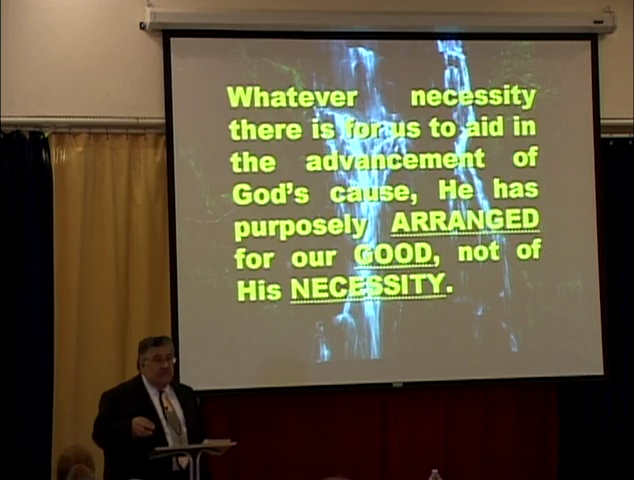 Whatever necessity
there is for us to aid in
the advancement of
God's cause, He has
purposely ARRANGED
for our GOOD, not of
His NECESSITY.